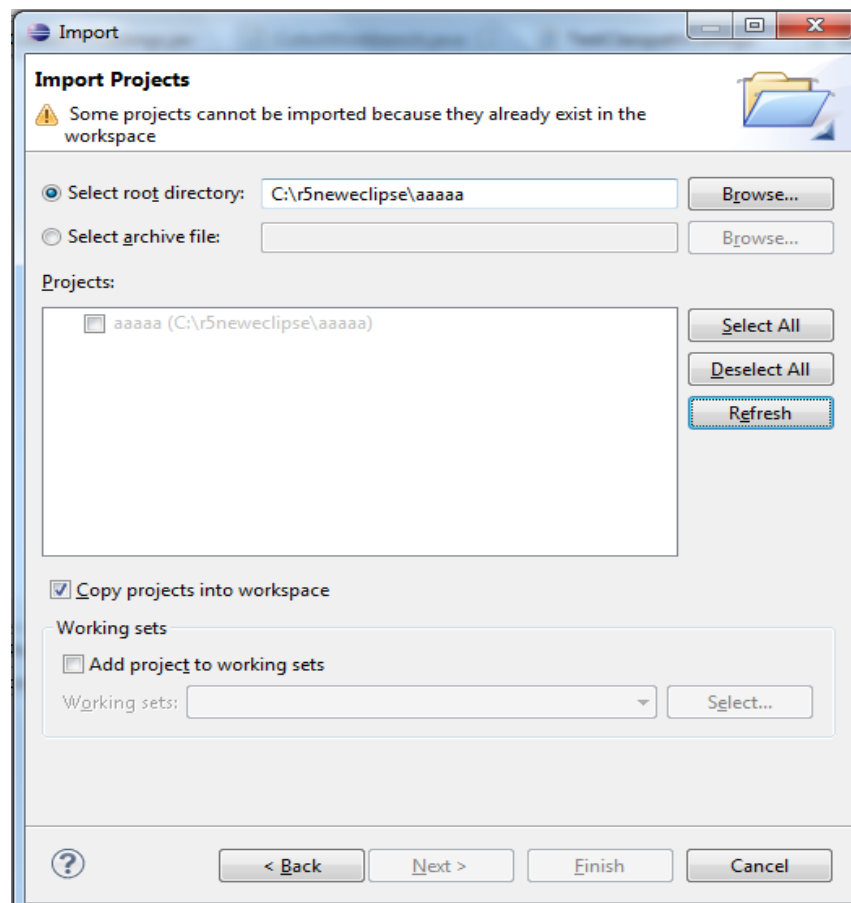 Import
Import Projects
Some projects cannot be imported because they already exist in the
workspace
Select root directory: C:\r5neweclipse\aaaaa Browse...
Select archive file: Browse...
Projects:
aaaaa (C:\r5neweclipse\aaaaa)
Select All
Deselect All
Refresh
Copy projects into workspace
Working sets
Add project to working sets
Working sets: Select...
? < Back Next > Finish Cancel